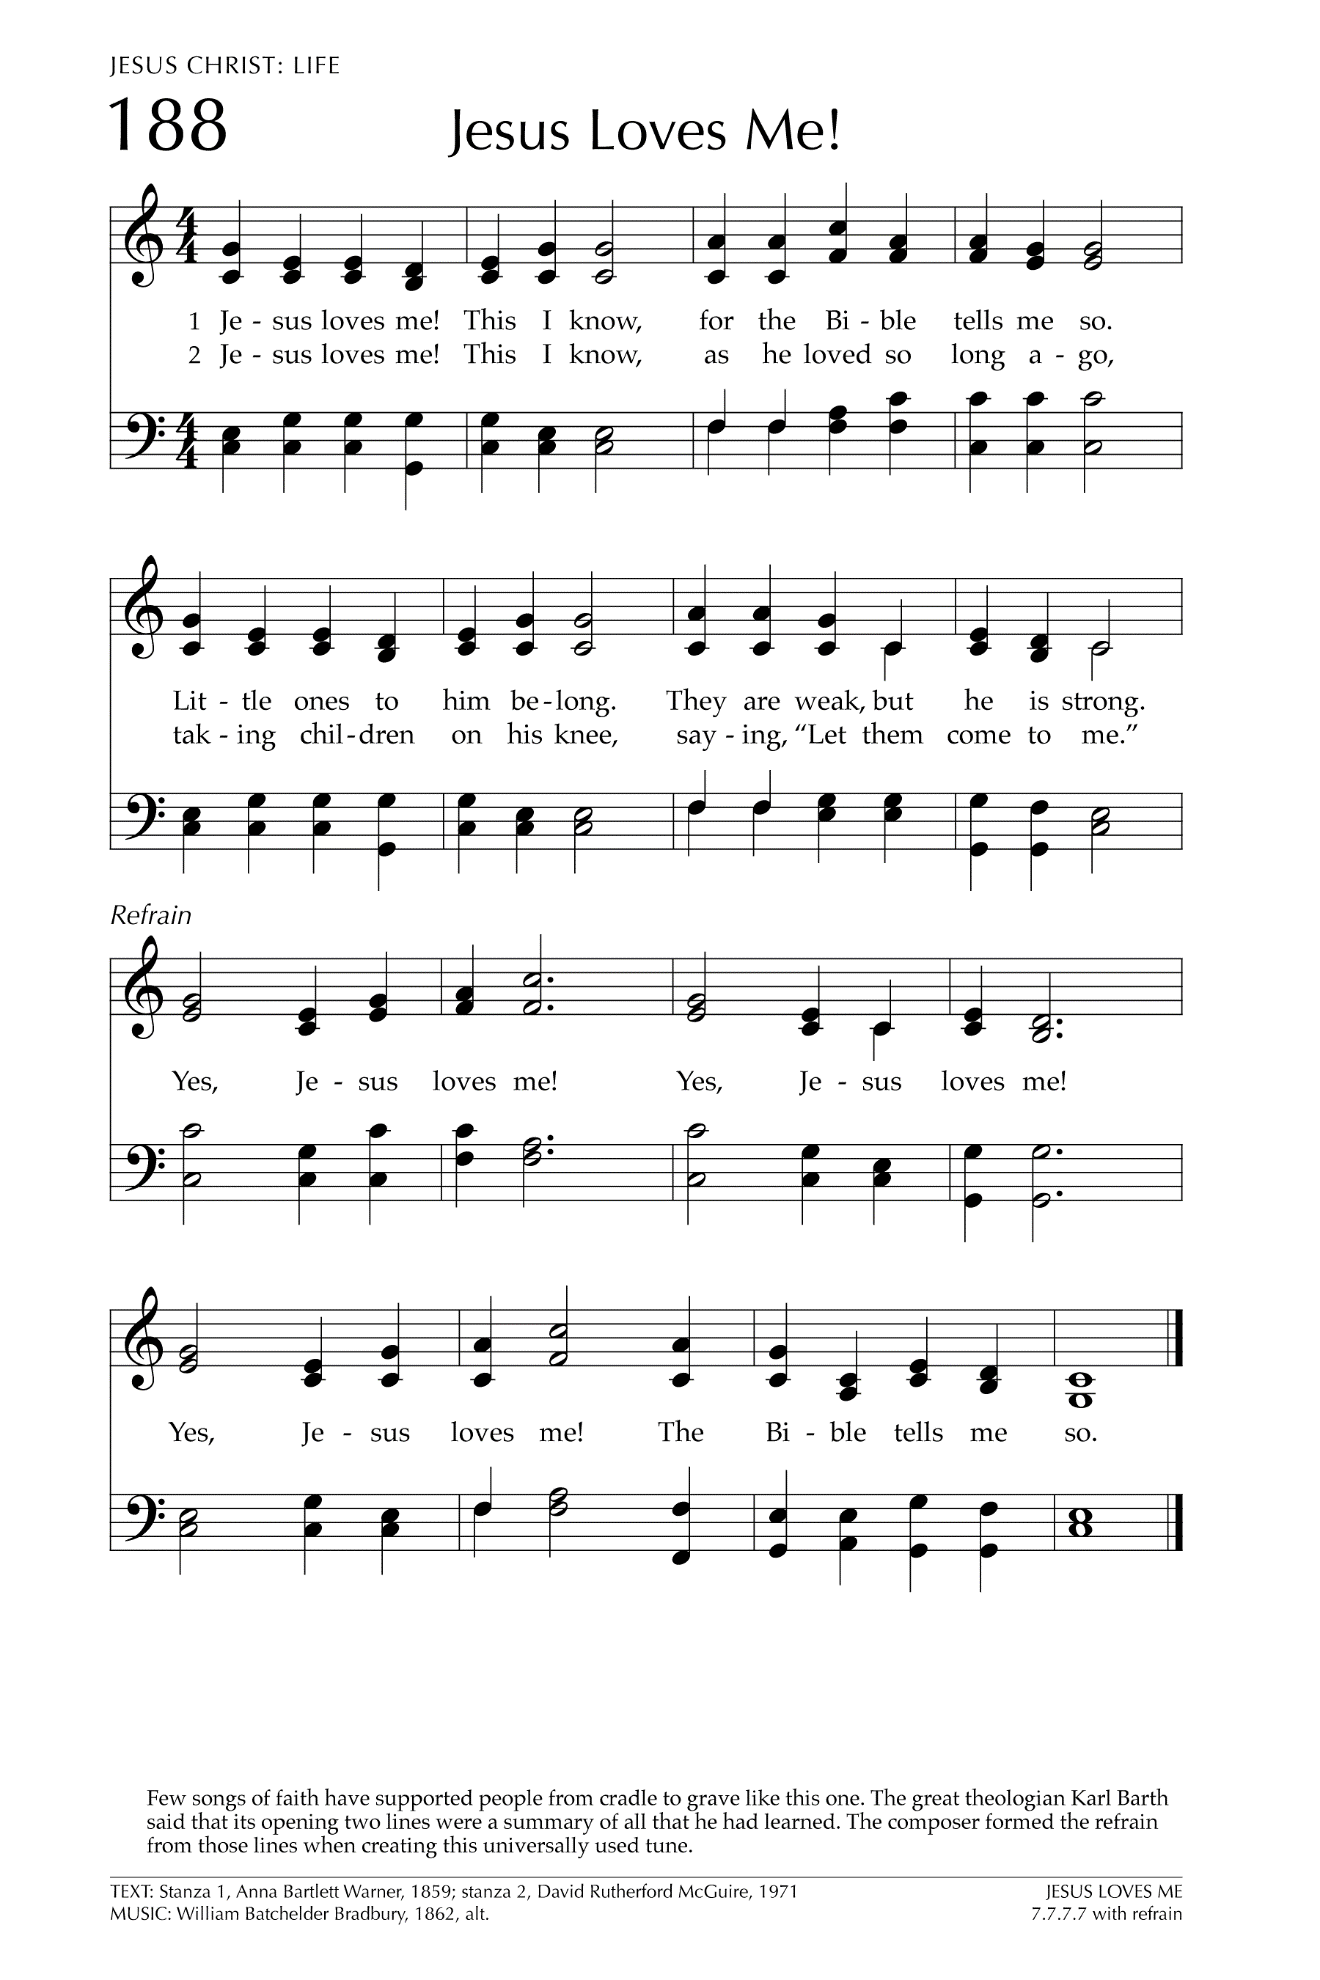 JESUS CHRIST: LIFE
188 Jesus Loves Me!
1 Je - sus loves me! This I know, for the Bi - ble tells me so.
2 Je - sus loves me! This I know, as he loved so long a - go,
Lit - tle ones to him be - long. They are weak, but he is strong.
tak - ing chil - dren on his knee, say - ing, “Let them come to me.”
Refrain
Yes, Je - sus loves me! Yes, Je - sus loves me!
Yes, Je - sus loves me! The Bi - ble tells me so.
Few songs of faith have supported people from cradle to grave like this one. The great theologian Karl Barth
said that its opening two lines were a summary of all that he had learned. The composer formed the refrain
from those lines when creating this universally used tune.
TEXT: Stanza 1, Anna Bartlett Warner, 1859; stanza 2, David Rutherford McGuire, 1971 JESUS LOVES ME
MUSIC: William Batchelder Bradbury, 1862, alt. 7.7.7.7 with refrain